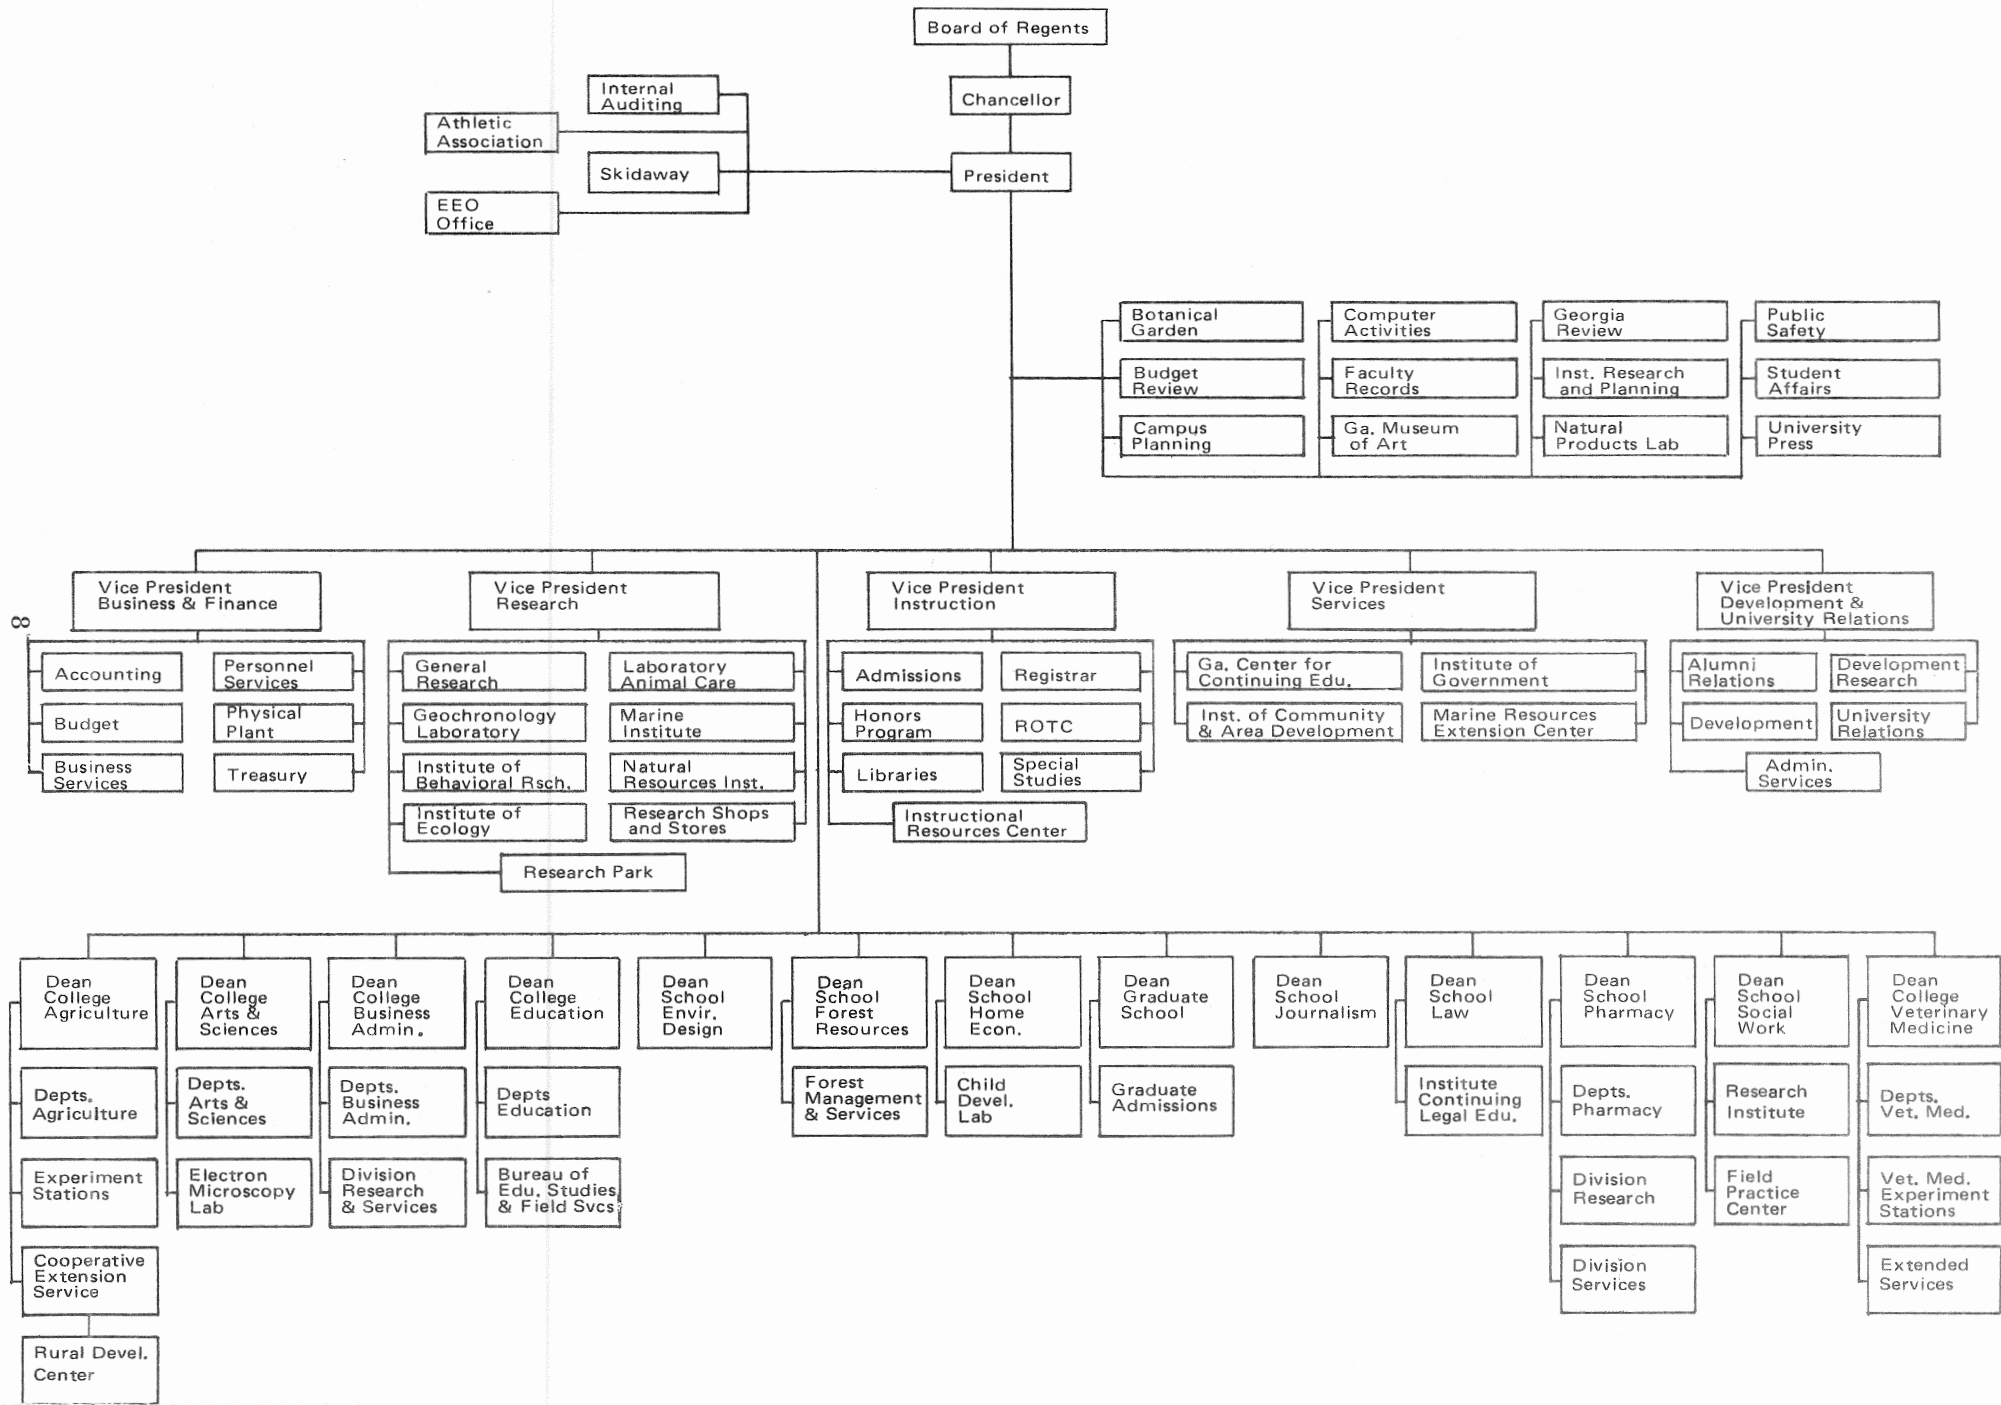 Board of Regents
Chancellor
President
Internal
Auditing
Athletic
Association
Skidaway
EEO
Office
Botanical
Garden
Budget
Review
Campus
Planning
Computer
Activities
Faculty
Records
Ga. Museum
of Art
Georgia
Review
Inst. Research
and Planning
Natural
Products Lab
Public
Safety
Student
Affairs
University
Press
8
Vice President
Business & Finance
Accounting
Budget
Business
Services
Personnel
Services
Physical
Plant
Treasury
Vice President
Research
General
Research
Geochronology
Laboratory
Institute of
Behavioral Rsch.
Institute of
Ecology
Laboratory
Animal Care
Marine
Institute
Natural
Resources Inst.
Research Shops
and Stores
Research Park
Vice President
Instruction
Admissions
Honors
Program
Libraries
Registrar
ROTC
Special
Studies
Instructional
Resources Center
Vice President
Services
Ga. Center for
Continuing Edu.
Inst. of Community
& Area Development
Institute of
Government
Marine Resources
Extension Center
Vice President
Development &
University Relations
Alumni
Relations
Development
Development
Research
University
Relations
Admin.
Services
Dean
College
Agriculture
Depts.
Agriculture
Experiment
Stations
Cooperative
Extension
Service
Rural Devel.
Center
Dean
College
Arts &
Sciences
Depts.
Arts &
Sciences
Electron
Microscopy
Lab
Dean
College
Business
Admin.
Depts.
Business
Admin.
Division
Research
& Services
Dean
College
Education
Depts
Education
Bureau of
Edu. Studies
& Field Svcs
Dean
School
Envir.
Design
Dean
School
Forest
Resources
Forest
Management
& Services
Dean
School
Home
Econ.
Child
Devel.
Lab
Dean
Graduate
School
Graduate
Admissions
Dean
School
Journalism
Dean
School
Law
Institute
Continuing
Legal Edu.
Dean
School
Pharmacy
Depts.
Pharmacy
Division
Research
Division
Services
Dean
School
Social
Work
Research
Institute
Field
Practice
Center
Dean
College
Veterinary
Medicine
Depts.
Vet. Med.
Vet. Med.
Experiment
Stations
Extended
Services